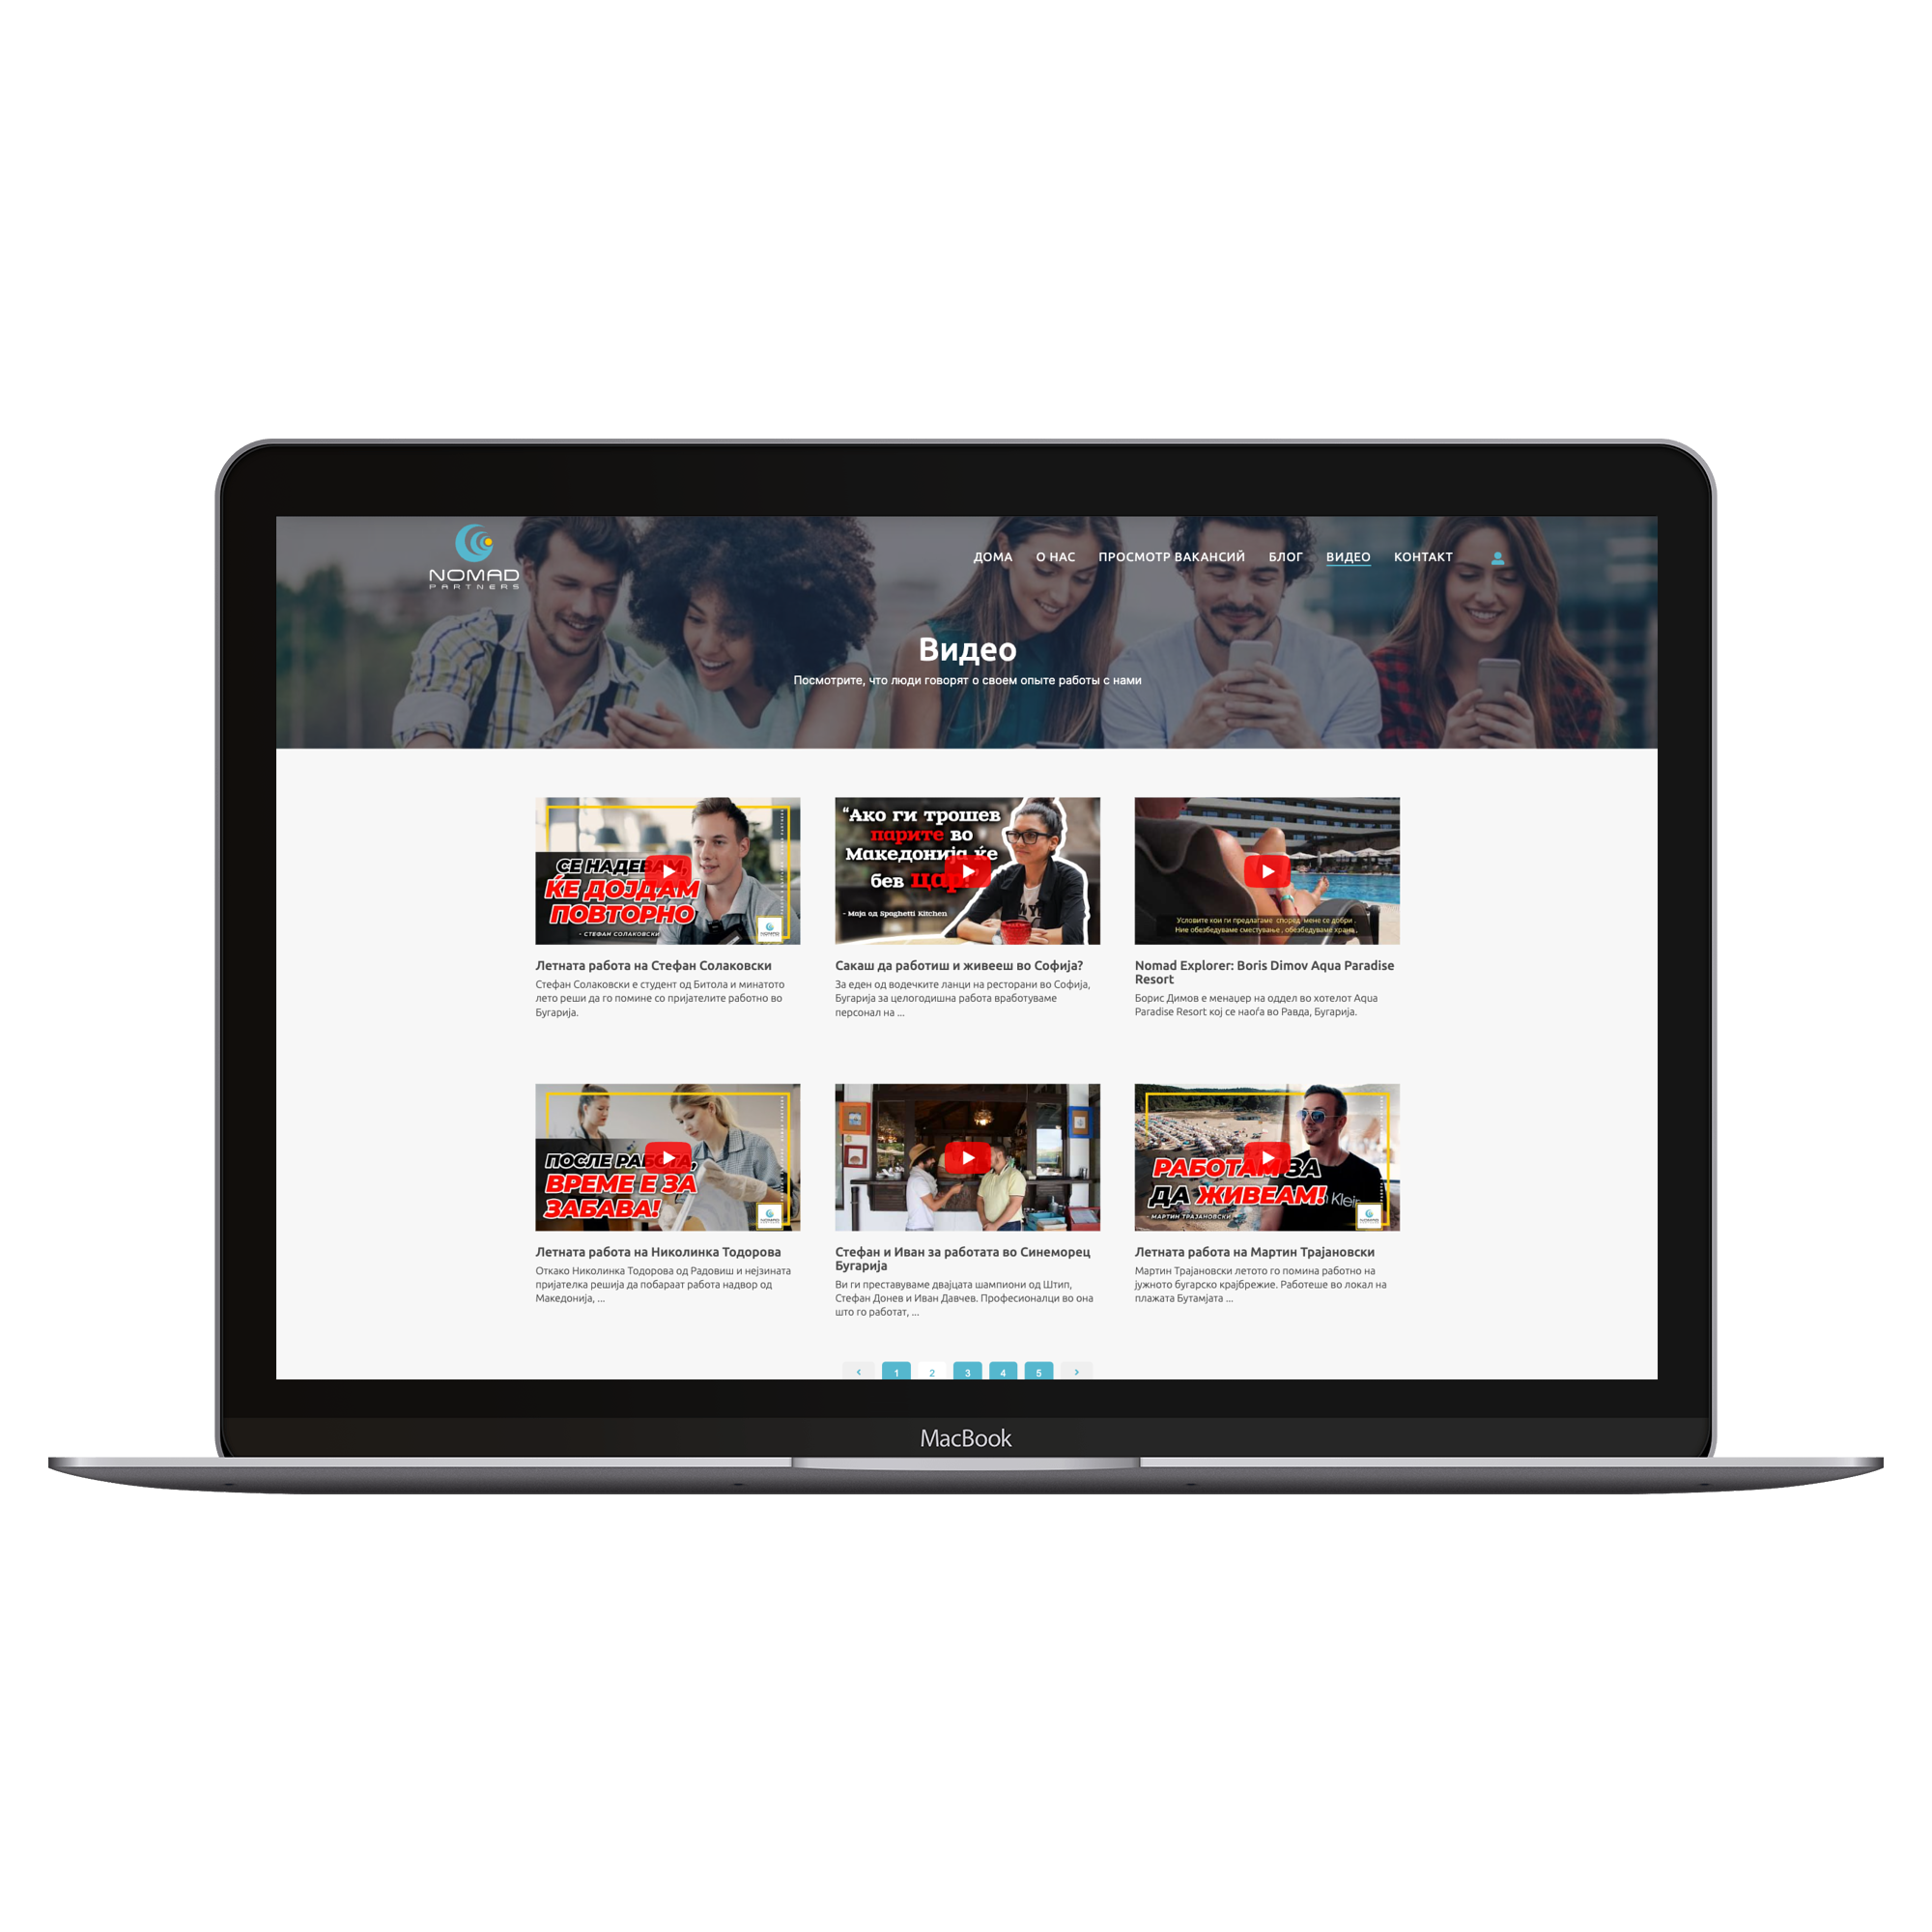 NOMAD
PARTNERS
ДОМА О НАС ПРОСМОТР ВАКАНСИЙ БЛОГ ВИДЕО КОНТАКТ
Видео
Посмотрите, что люди говорят о своем опыте работы с нами
СЕ НАДЕВАМ,
ЌЕ ДОЈДАМ
ПОВТОРНО
- СТЕФАН СОЛАКОВСКИ
NOMAD
Летната работа на Стефан Солаковски
Стефан Солаковски е студент од Битола и минатото
лето реши да го помине со пријателите работно во
Бугарија.
“Ако ги трошев
парите во
Македонија ќе
бев цар!
- Маја од Spaghetti Kitchen
Сакаш да работиш и живееш во Софија?
За еден од водечките ланци на ресторани во Софија,
Бугарија за целогодишна работа вработуваме
персонал на ...
Условите кои ги предлагаме според мене се добри .
Ние обезбедуваме сместување , обезбедуваме храна .
Nomad Explorer: Boris Dimov Aqua Paradise
Resort
Борис Димов е менаџер на оддел во хотелот Aqua
Paradise Resort кој се наоѓа во Равда, Бугарија.
ПОСЛЕ РАБОТА,
ВРЕМЕ Е ЗА
ЗАБАВА!
NOMAD
Летната работа на Николинка Тодорова
Откако Николинка Тодорова од Радовиш и нејзината
пријателка решија да побараат работа надвор од
Македонија, ...
Стефан и Иван за работата во Синеморец
Бугарија
Ви ги преставуваме двајцата шампиони од Штип,
Стефан Донев и Иван Давчев. Професионалци во она
што го работат, ...
РАБОТАМ ЗА
ДА ЖИВЕАМ!
- МАРТИН ТРАЈАНОВСКИ
n Klein
NOMAD
Летната работа на Мартин Трајановски
Мартин Трајановски летото го помина работно на
јужното бугарско крајбрежие. Работеше во локал на
плажата Бутамјата ...
‹ 1 2 3 4 5 ›
MacBook